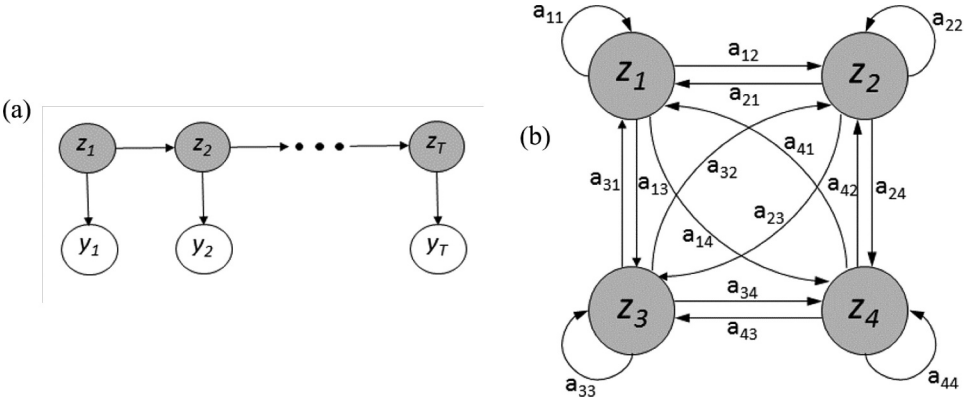 (a)
z1
z2
• • •
zT
y1
y2
yT
(b)
a11
a22
z1
a12
z2
a21
a31
a13
a32
a41
a42
a24
a14
a23
z3
a34
z4
a43
a33
a44